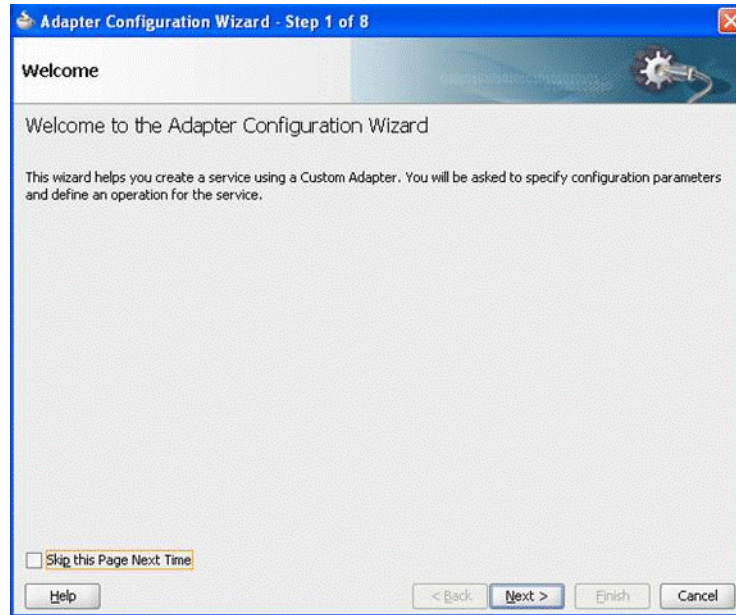 Adapter Configuration Wizard - Step 1 of 8
Welcome
Welcome to the Adapter Configuration Wizard
This wizard helps you create a service using a Custom Adapter. You will be asked to specify configuration parameters
and define an operation for the service.
Skip this Page Next Time
Help
< Back
Next >
Finish
Cancel